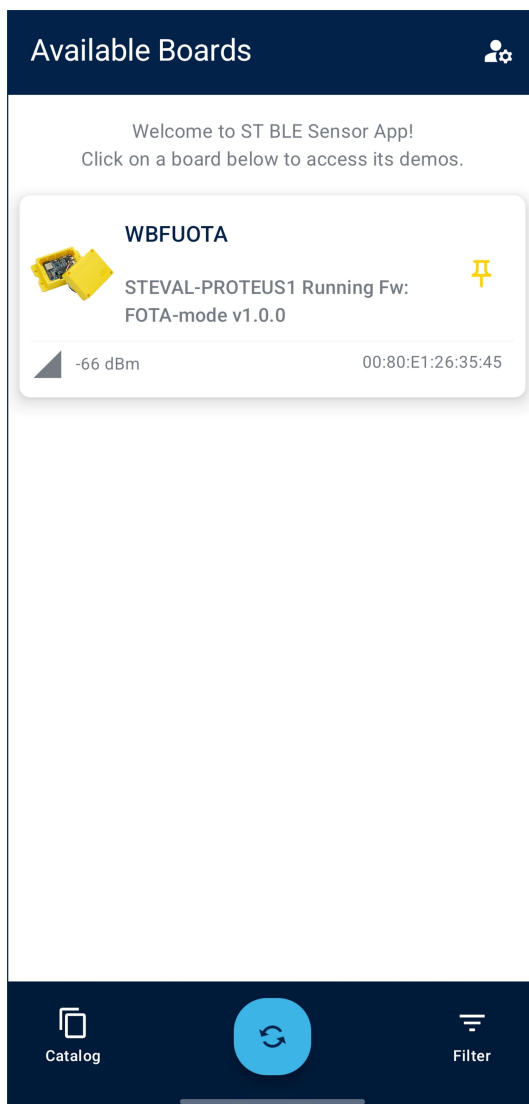 Available Boards
Welcome to ST BLE Sensor App!
Click on a board below to access its demos.
WBFUOTA
STEVAL-PROTEUS1 Running Fw:
FOTA-mode v1.0.0
-66 dBm
00:80:E1:26:35:45
Catalog
Filter